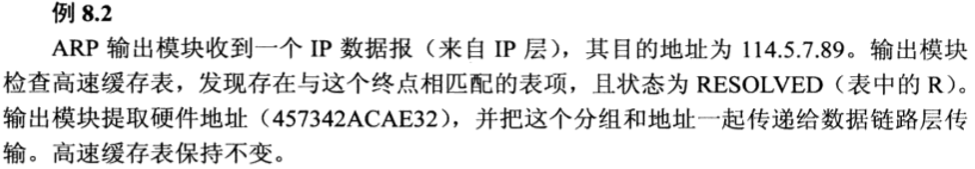 例 8.2
ARP 输出模块收到一个 IP 数据报（来自 IP 层），其目的地址为 114.5.7.89。输出模块
检查高速缓存表，发现存在与这个终点相匹配的表项，且状态为 RESOLVED（表中的 R）。
输出模块提取硬件地址（457342ACAE32），并把这个分组和地址一起传递给数据链路层传
输。高速缓存表保持不变。